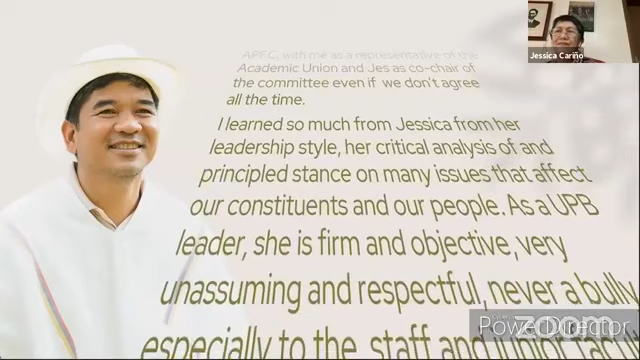 APFC, with me as a representative of the
Academic Union and Jes as co-chair of
the committee even if we don't agree
all the time.
I learned so much from Jessica from her
leadership style, her critical analysis of and
principled stance on many issues that affect
our constituents and our people. As a UPB
leader, she is firm and objective, very
unassuming and respectful, never a bully
especially to the staff and junior
Jessica Cariño
zoom
PowerDirector